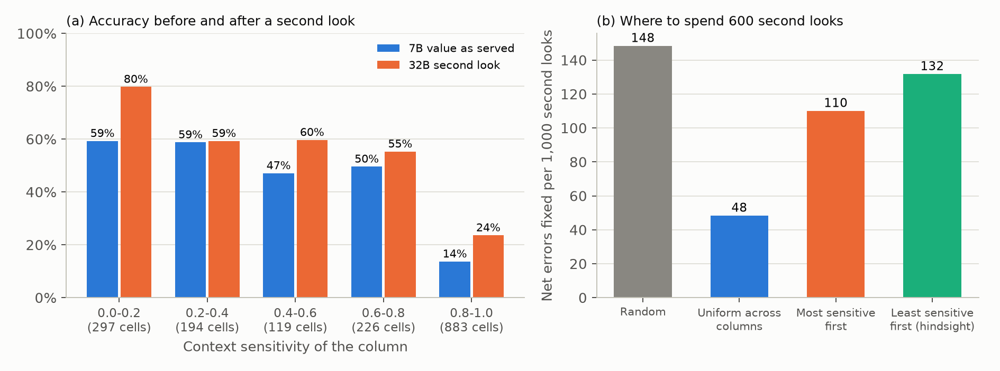 (a) Accuracy before and after a second look
100%
80%
60%
40%
20%
0%
7B value as served
32B second look
59%
80%
59%
59%
47%
60%
50%
55%
14%
24%
0.0-0.2
(297 cells)
0.2-0.4
(194 cells)
0.4-0.6
(119 cells)
0.6-0.8
(226 cells)
0.8-1.0
(883 cells)
Context sensitivity of the column
(b) Where to spend 600 second looks
Net errors fixed per 1,000 second looks
140
120
100
80
60
40
20
0
148
48
110
132
Random
Uniform across
columns
Most sensitive
first
Least sensitive
first (hindsight)